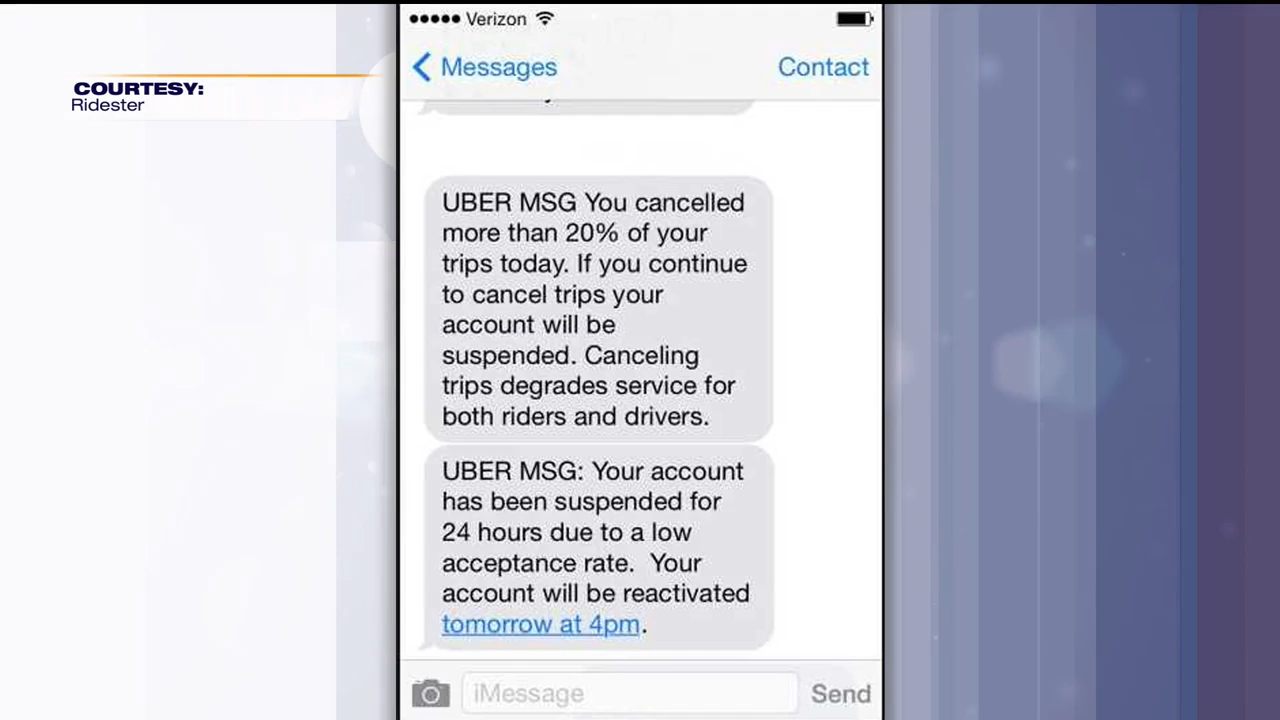 ●●●●● Verizon
Messages
Contact
COURTESY:
Ridester
UBER MSG You cancelled
more than 20% of your
trips today. If you continue
to cancel trips your
account will be
suspended. Canceling
trips degrades service for
both riders and drivers.
UBER MSG: Your account
has been suspended for
24 hours due to a low
acceptance rate.  Your
account will be reactivated
tomorrow at 4pm.
iMessage
Send